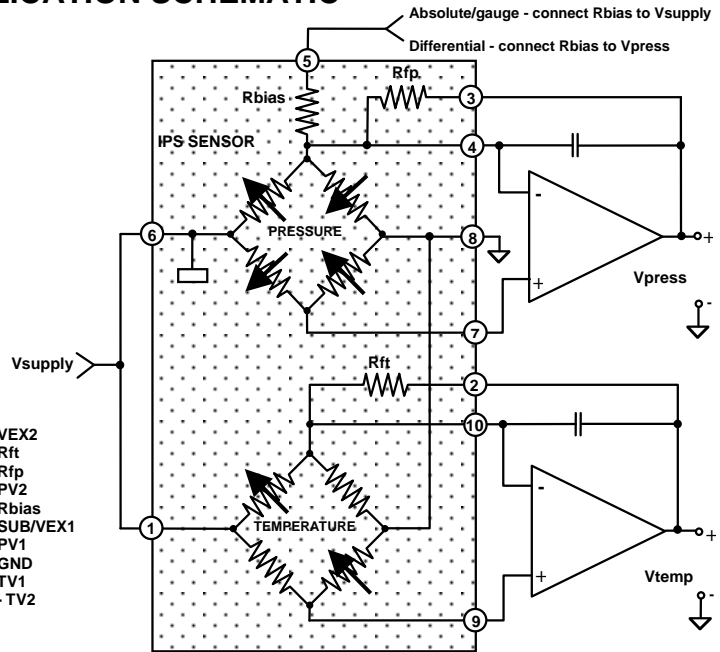 Absolute/gauge - connect Rbias to Vsupply
Differential - connect Rbias to Vpress
5
Rbias
Rfp
3
IPS SENSOR
4
-
6
PRESSURE
8
+
Vpress
+
-
7
Vsupply
Rft
2
10
VEX2
Rft
Rfp
PV2
Rbias
SUB/VEX1
PV1
GND
TV1
- TV2
1
TEMPERATURE
-
+
Vtemp
+
-
9